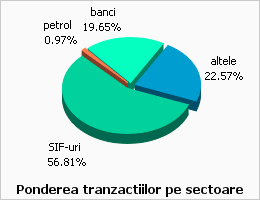 banci
19.65%
petrol
0.97%
altele
22.57%
SIF-uri
56.81%
Ponderea tranzactiilor pe sectoare